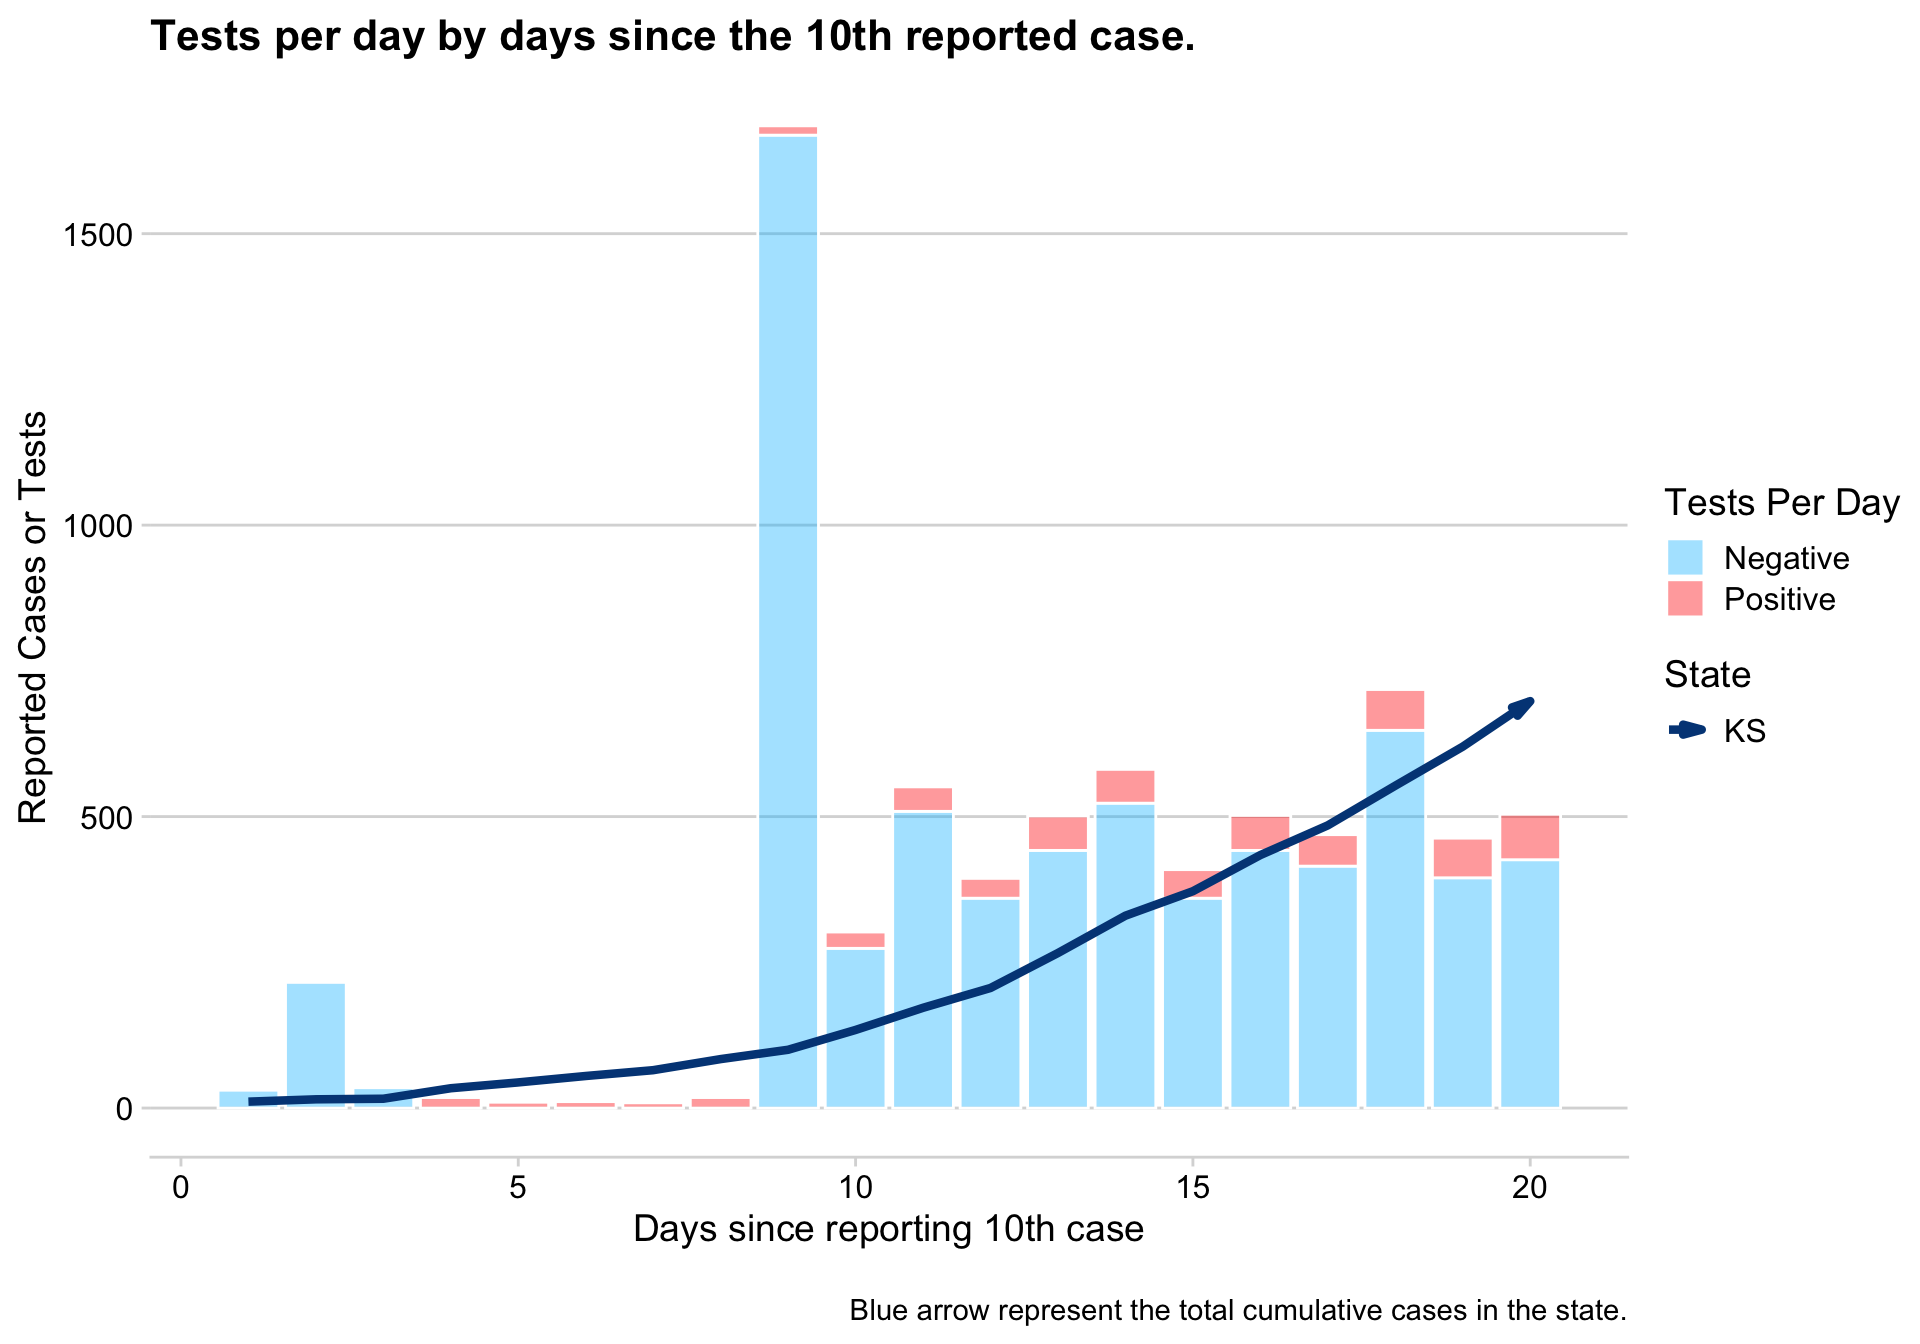 Tests per day by days since the 10th reported case.
Reported Cases or Tests
1500
1000
500
0
0 5 10 15 20
Days since reporting 10th case
Tests Per Day
Negative
Positive
State
KS
Blue arrow represent the total cumulative cases in the state.